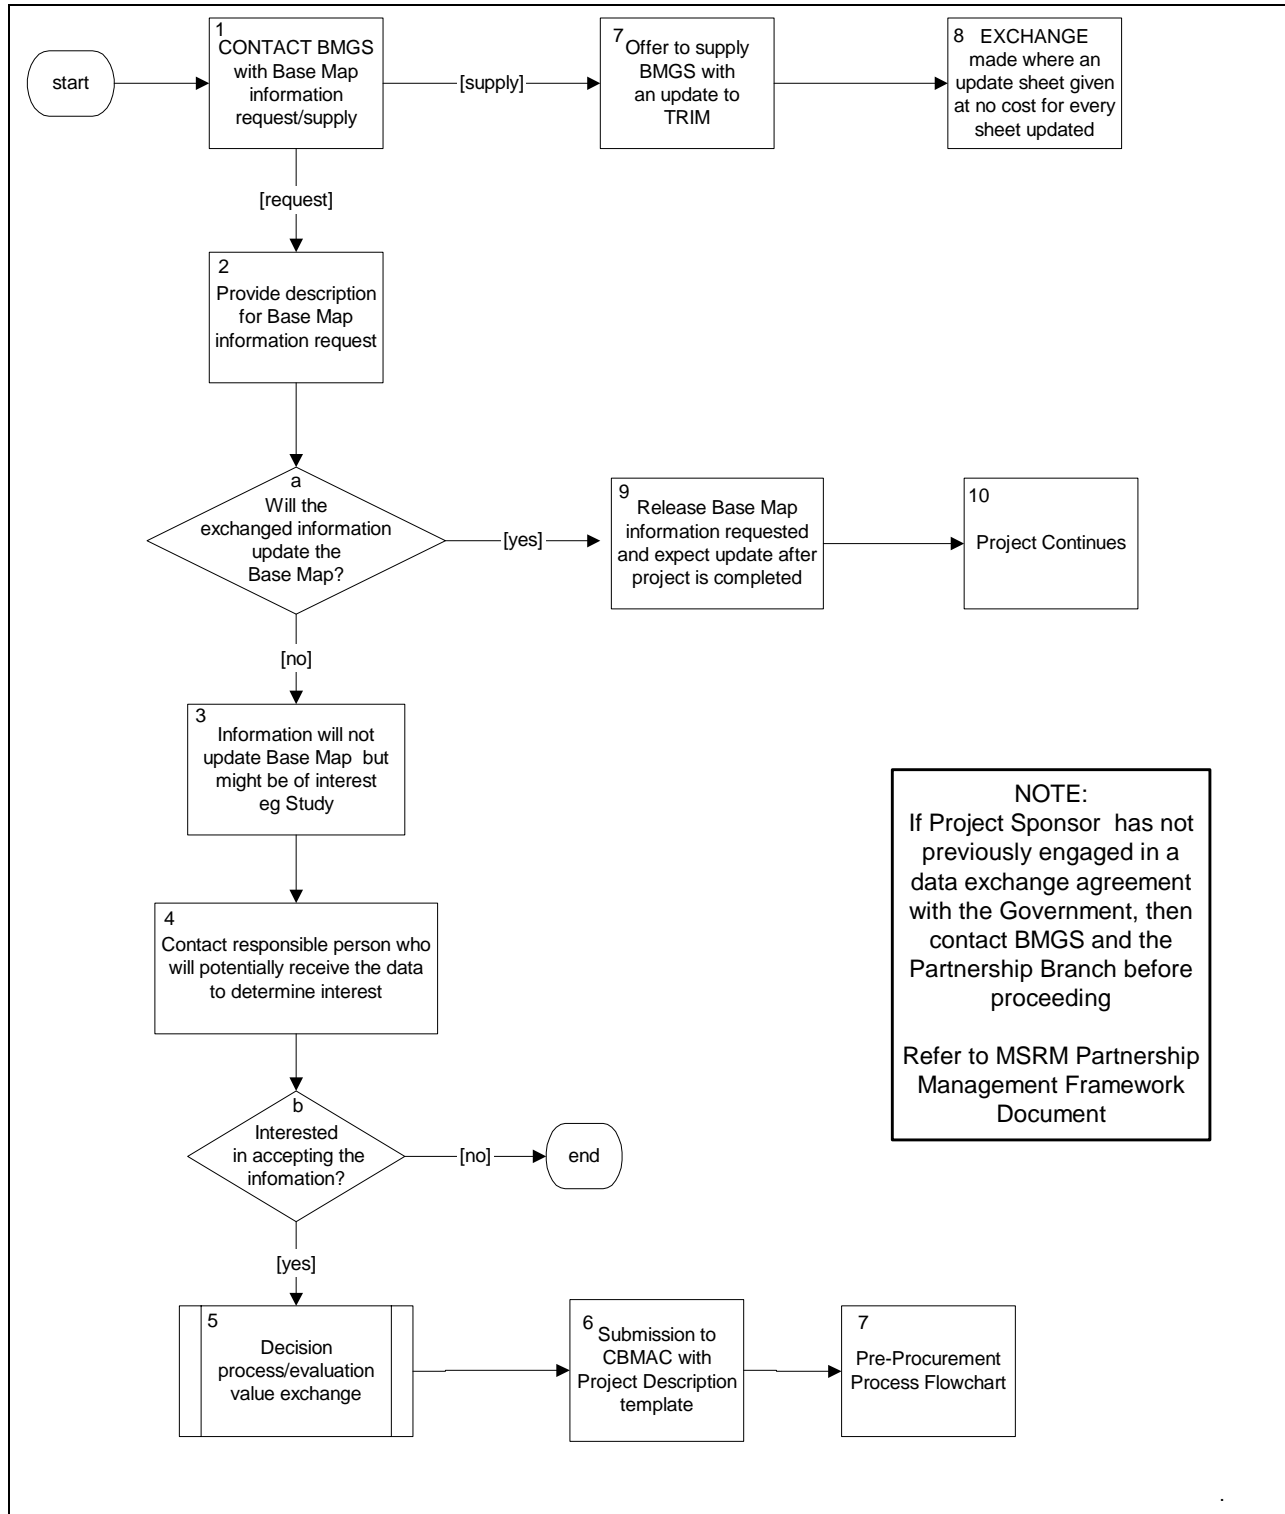 start
1
CONTACT BMGS
with Base Map
information
request/supply
[supply]
7
Offer to supply
BMGS with
an update to
TRIM
8 EXCHANGE
made where an
update sheet given
at no cost for every
sheet updated
[request]
2
Provide description
for Base Map
information request
a
Will the
exchanged information
update the
Base Map?
[yes]
9
Release Base Map
information requested
and expect update after
project is completed
10
Project Continues
[no]
3
Information will not
update Base Map but
might be of interest
eg Study
4
Contact responsible person who
will potentially receive the data
to determine interest
b
Interested
in accepting the
infomation?
[no]
end
[yes]
5
Decision
process/evaluation
value exchange
6
Submission to
CBMAC with
Project Description
template
7
Pre-Procurement
Process Flowchart
NOTE:
If Project Sponsor has not
previously engaged in a
data exchange agreement
with the Government, then
contact BMGS and the
Partnership Branch before
proceeding
Refer to MSRM Partnership
Management Framework
Document
.